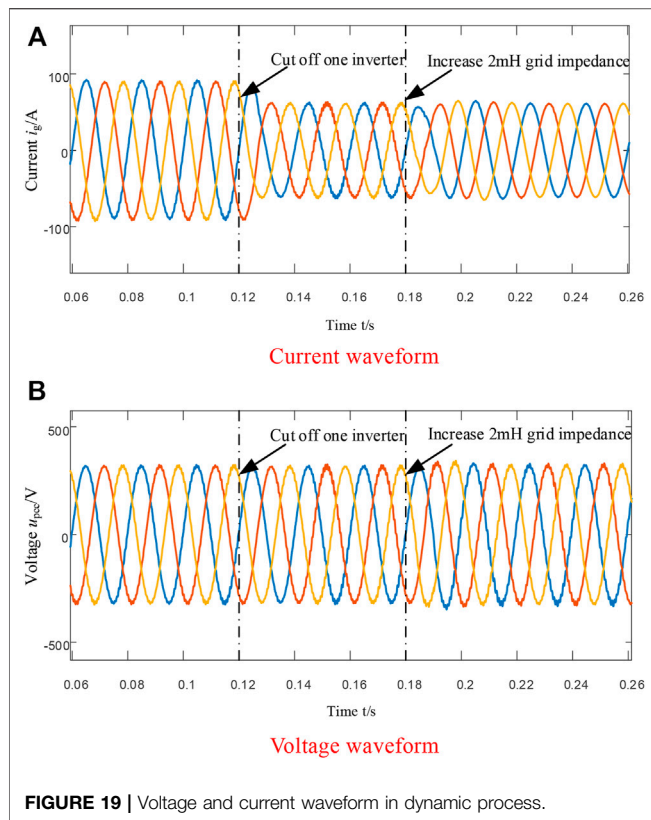 A
Cut off one inverter
Increase 2mH grid impedance
100
0
-100
Current ig/A
0.06 0.08 0.1 0.12 0.14 0.16 0.18 0.2 0.22 0.24 0.26
Time t/s
Current waveform
B
500
Cut off one inverter
Increase 2mH grid impedance
0
-500
Voltage upcc/V
0.06 0.08 0.1 0.12 0.14 0.16 0.18 0.2 0.22 0.24 0.26
Time t/s
Voltage waveform
FIGURE 19 | Voltage and current waveform in dynamic process.